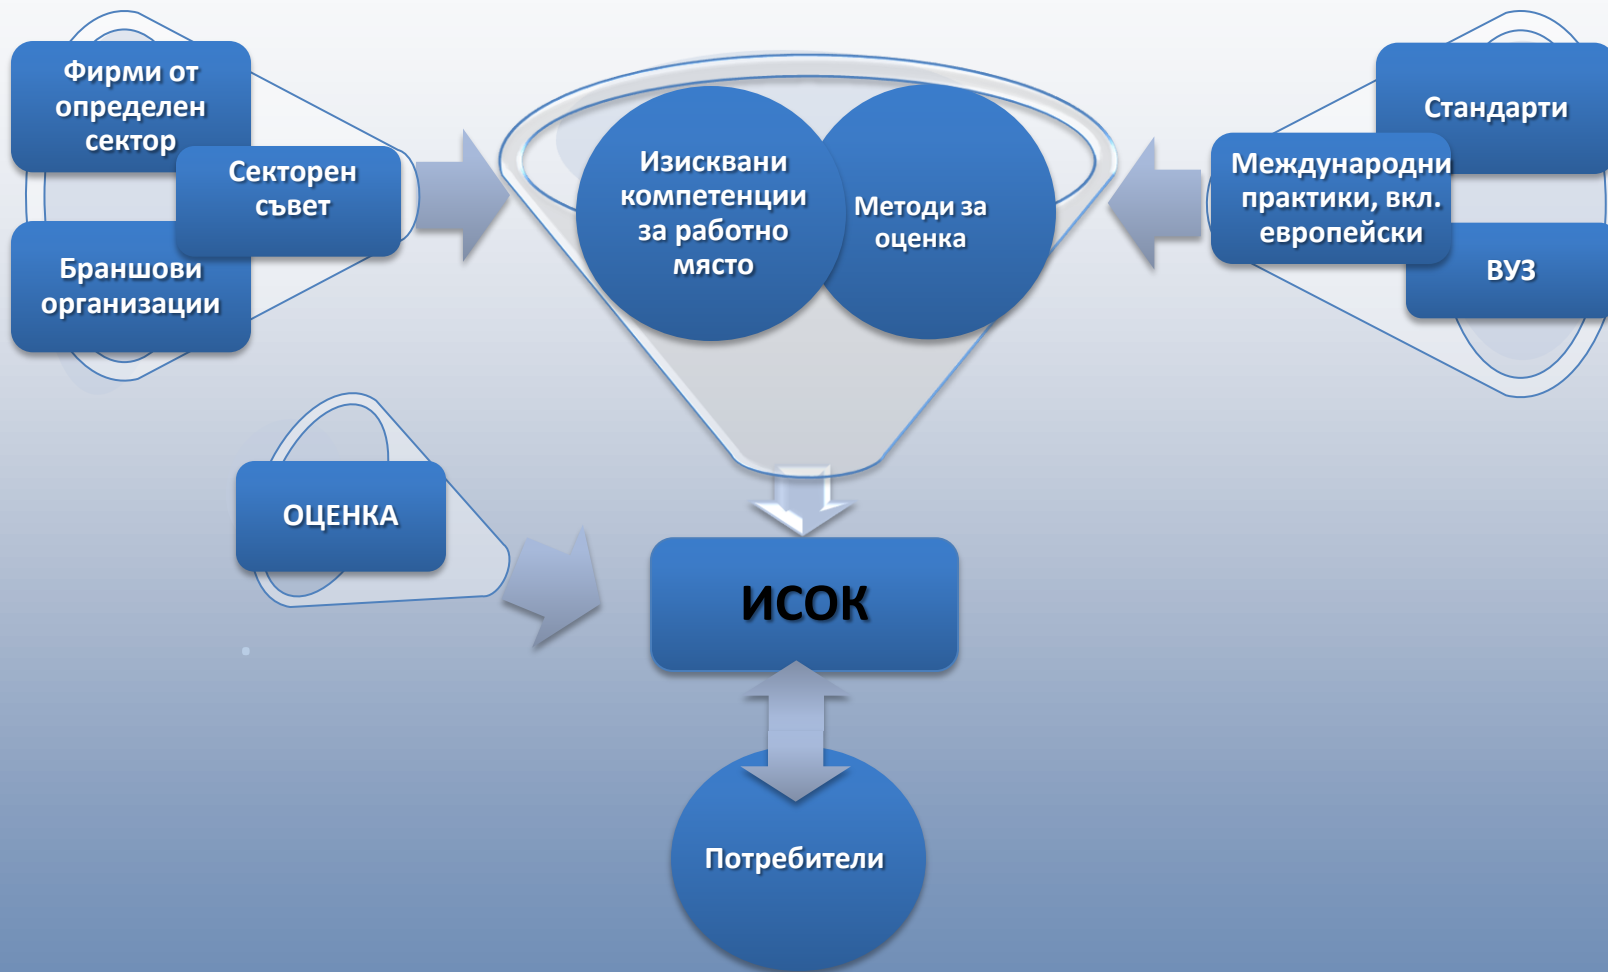 Фирми от
определен
сектор
Секторен
съвет
Браншови
организации
Изисквани
компетенции
за работно
място
Методи за
оценка
Стандарти
Международни
практики, вкл.
европейски
ВУЗ
ОЦЕНКА
ИСОК
Потребители